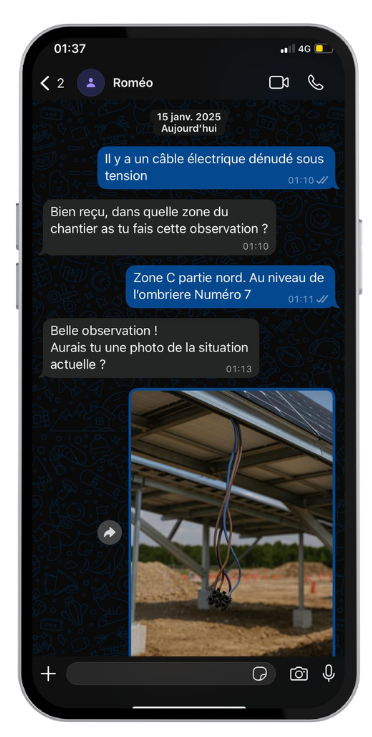 01:37
4G
2
Roméo
15 janv. 2025
Aujourd'hui
Il y a un câble électrique dénudé sous
tension
01:10
Bien reçu, dans quelle zone du
chantier as tu fais cette observation ?
01:10
Zone C partie nord. Au niveau de
l'ombriere Numéro 7
01:11
Belle observation !
Aurais tu une photo de la situation
actuelle ?
01:13